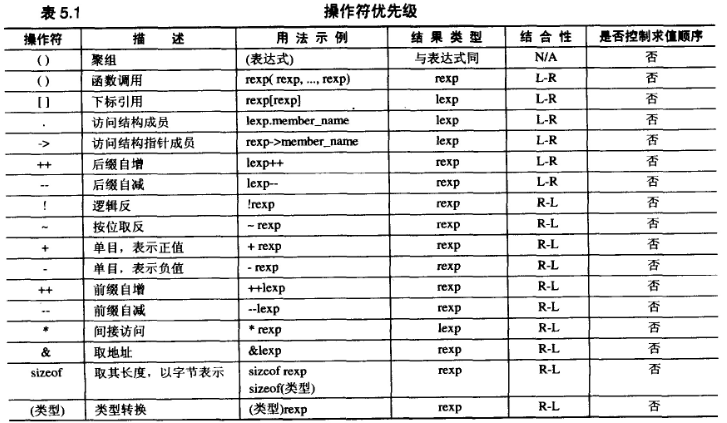 表 5.1 操作符优先级
操作符 描 述 用 法 示 例 结 果 类 型 结 合 性 是否控制求值顺序
( ) 聚组 (表达式) 与表达式同 N/A 否
( ) 函数调用 rexp( rexp, ..., rexp) rexp L-R 否
[ ] 下标引用 rexp[rexp] lexp L-R 否
. 访问结构成员 lexp.member_name lexp L-R 否
-> 访问结构指针成员 rexp->member_name lexp L-R 否
++ 后缀自增 lexp++ rexp L-R 否
-- 后缀自减 lexp-- rexp L-R 否
! 逻辑反 !rexp rexp R-L 否
~ 按位取反 ~ rexp rexp R-L 否
+ 单目，表示正值 + rexp rexp R-L 否
- 单目，表示负值 - rexp rexp R-L 否
++ 前缀自增 ++lexp rexp R-L 否
-- 前缀自减 --lexp rexp R-L 否
* 间接访问 * rexp lexp R-L 否
& 取地址 &lexp rexp R-L 否
sizeof 取其长度，以字节表示 sizeof rexp rexp R-L 否
sizeof(类型)
(类型) 类型转换 (类型)rexp rexp R-L 否